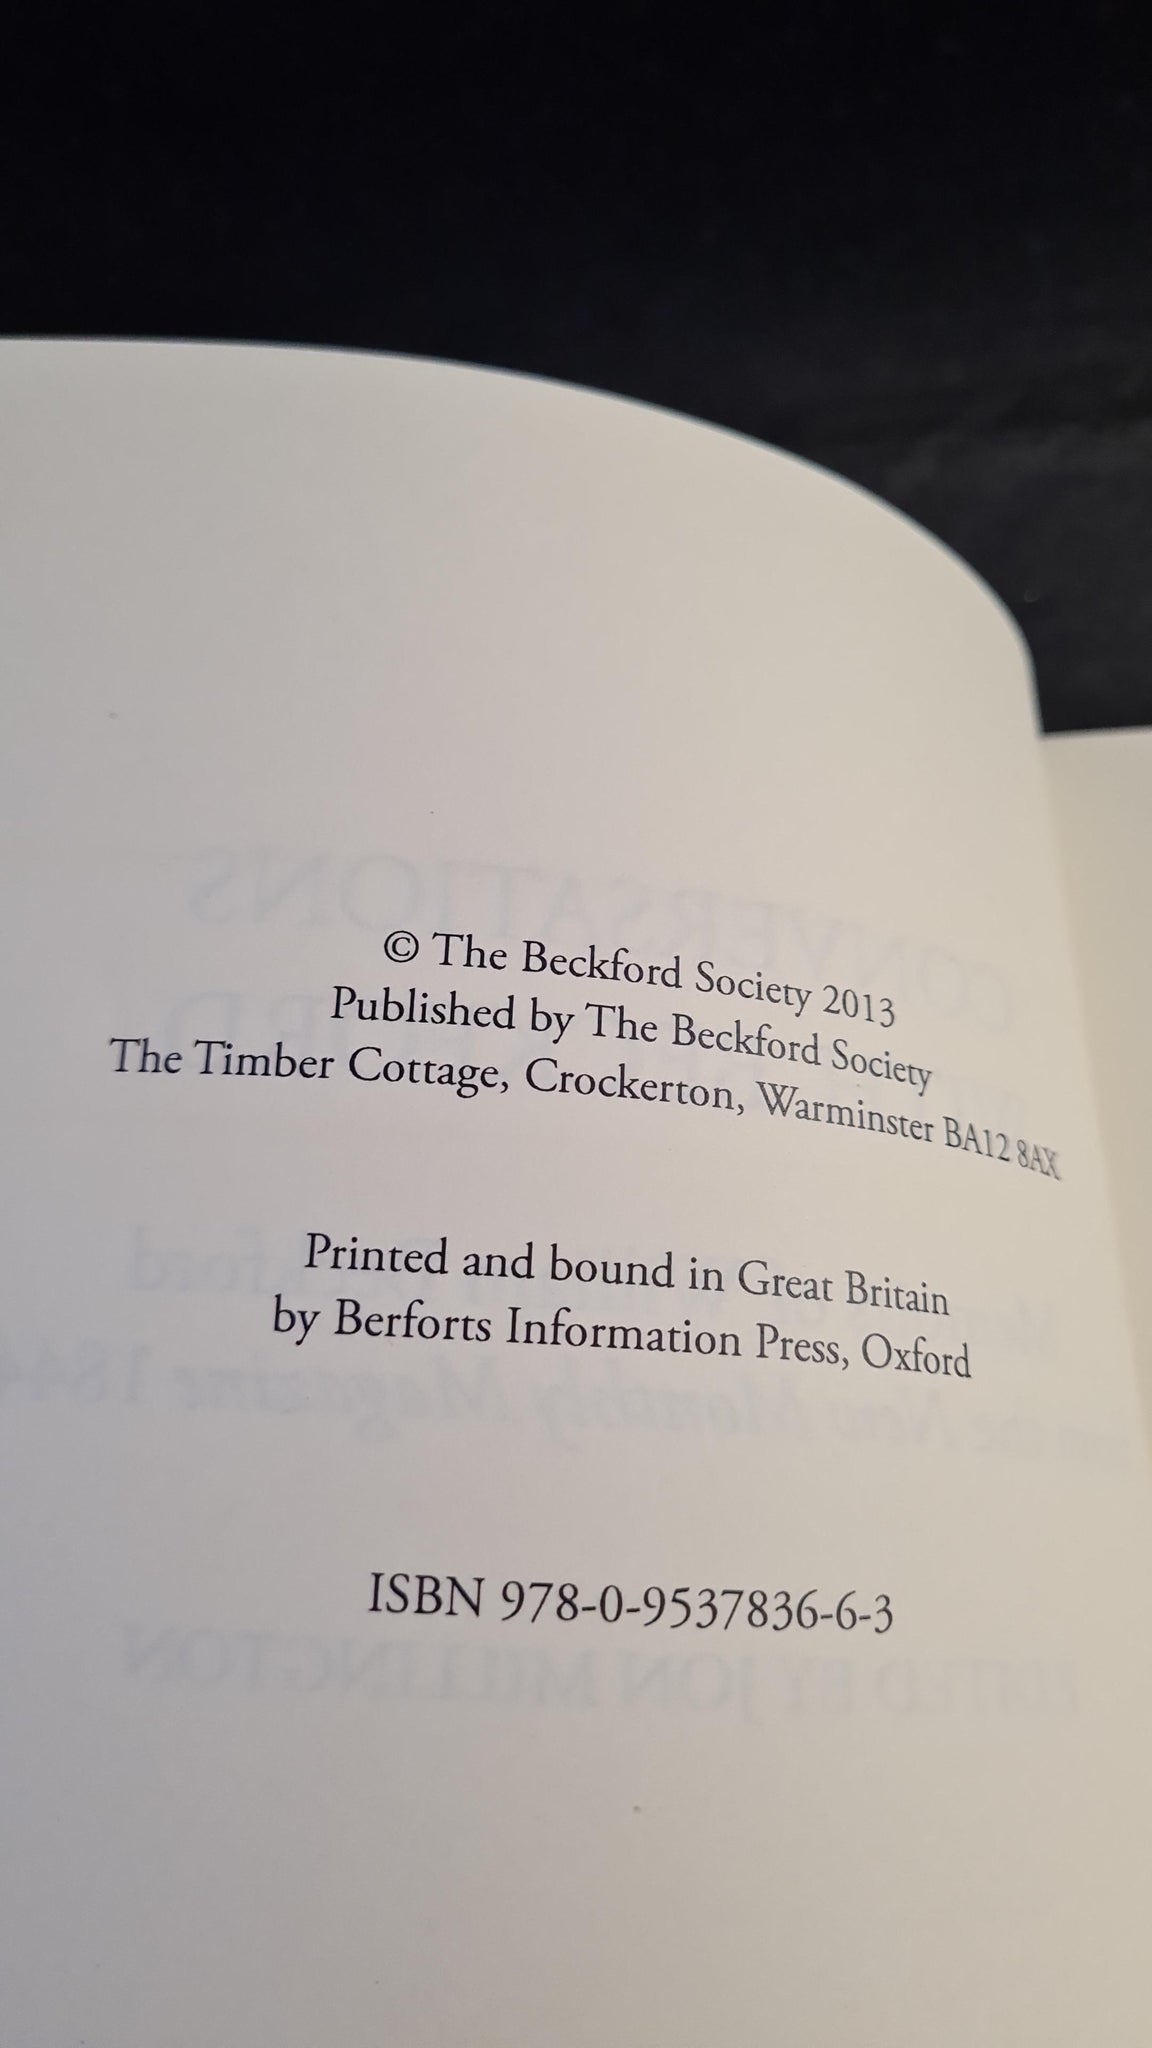 © The Beckford Society 2013
Published by The Beckford Society
The Timber Cottage, Crockerton, Warminster BA12 8AX
Printed and bound in Great Britain
by Berforts Information Press, Oxford
ISBN 978-0-9537836-6-3